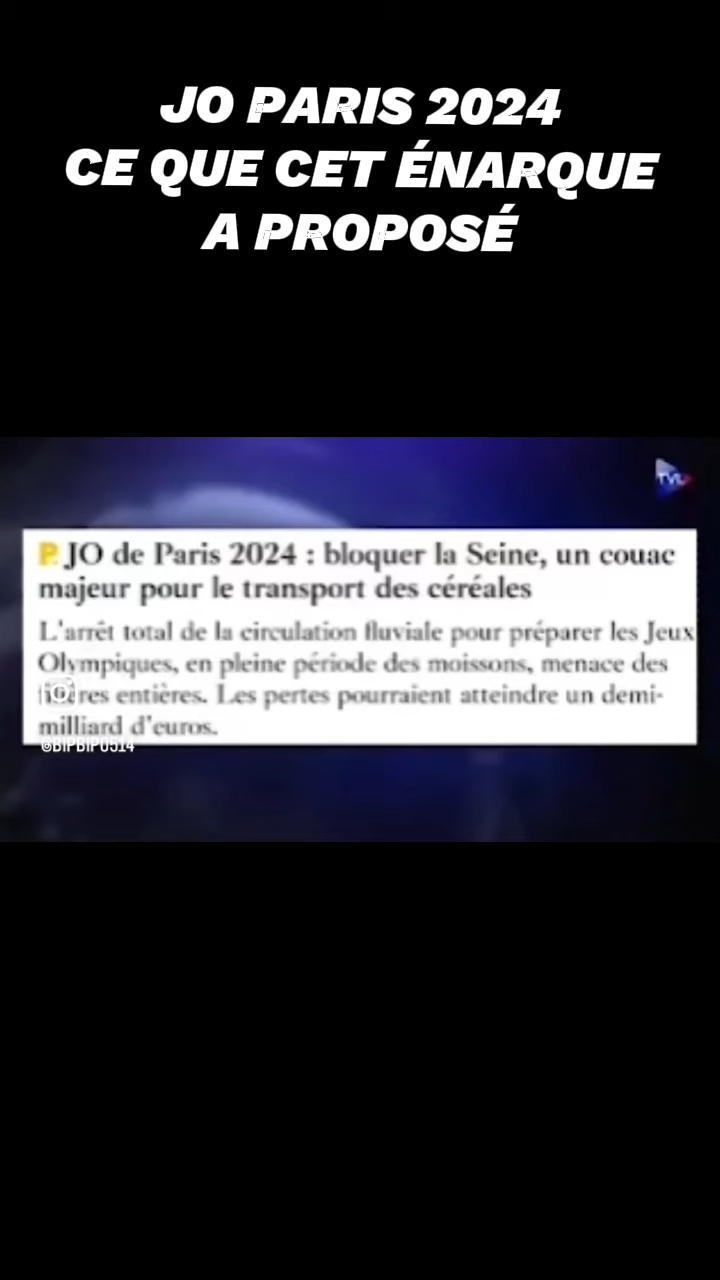 JO PARIS 2024
CE QUE CET ÉNARQUE
A PROPOSÉ
TVL
P. JO de Paris 2024 : bloquer la Seine, un couac
majeur pour le transport des céréales
L'arrêt total de la circulation fluviale pour préparer les Jeux
Olympiques, en pleine période des moissons, menace des
entières. Les pertes pourraient atteindre un demi-
milliard d'euros.
@BIPBIP0514